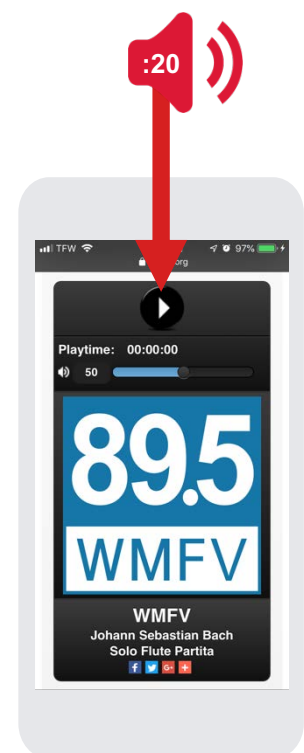 :20
TFW 97%
org
Playtime: 00:00:00
50
89.5
WMFV
WMFV
Johann Sebastian Bach
Solo Flute Partita
f G+ +